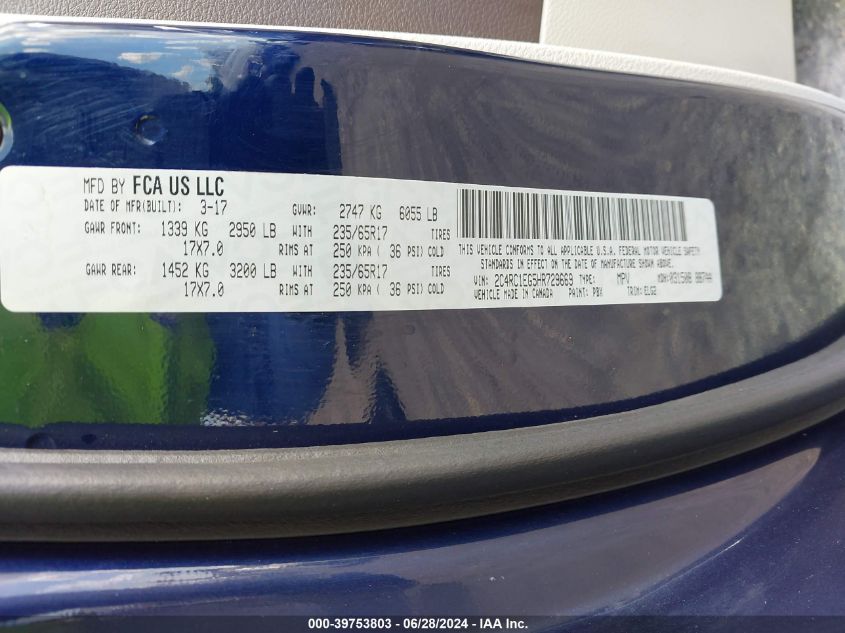 MFD BY FCA US LLC
DATE OF MFR(BUILT): 3-17 GVWR: 2747 KG 6055 LB
GAWR FRONT: 1339 KG 2950 LB WITH 235/65R17 TIRES
17X7.0 RIMS AT 250 KPA ( 36 PSI) COLD
GAWR REAR: 1452 KG 3200 LB WITH 235/65R17 TIRES
17X7.0 RIMS AT 250 KPA ( 36 PSI) COLD
THIS VEHICLE CONFORMS TO ALL APPLICABLE U.S.A. FEDERAL MOTOR VEHICLE SAFETY
STANDARDS IN EFFECT ON THE DATE OF MANUFACTURE SHOWN ABOVE.
VIN: 2C4RC1EG5HR729669 TYPE: MPV MDH:
VEHICLE MADE IN CANADA PAINT: PBX TRIM:
000-39753803 - 06/28/2024 - IAA Inc.